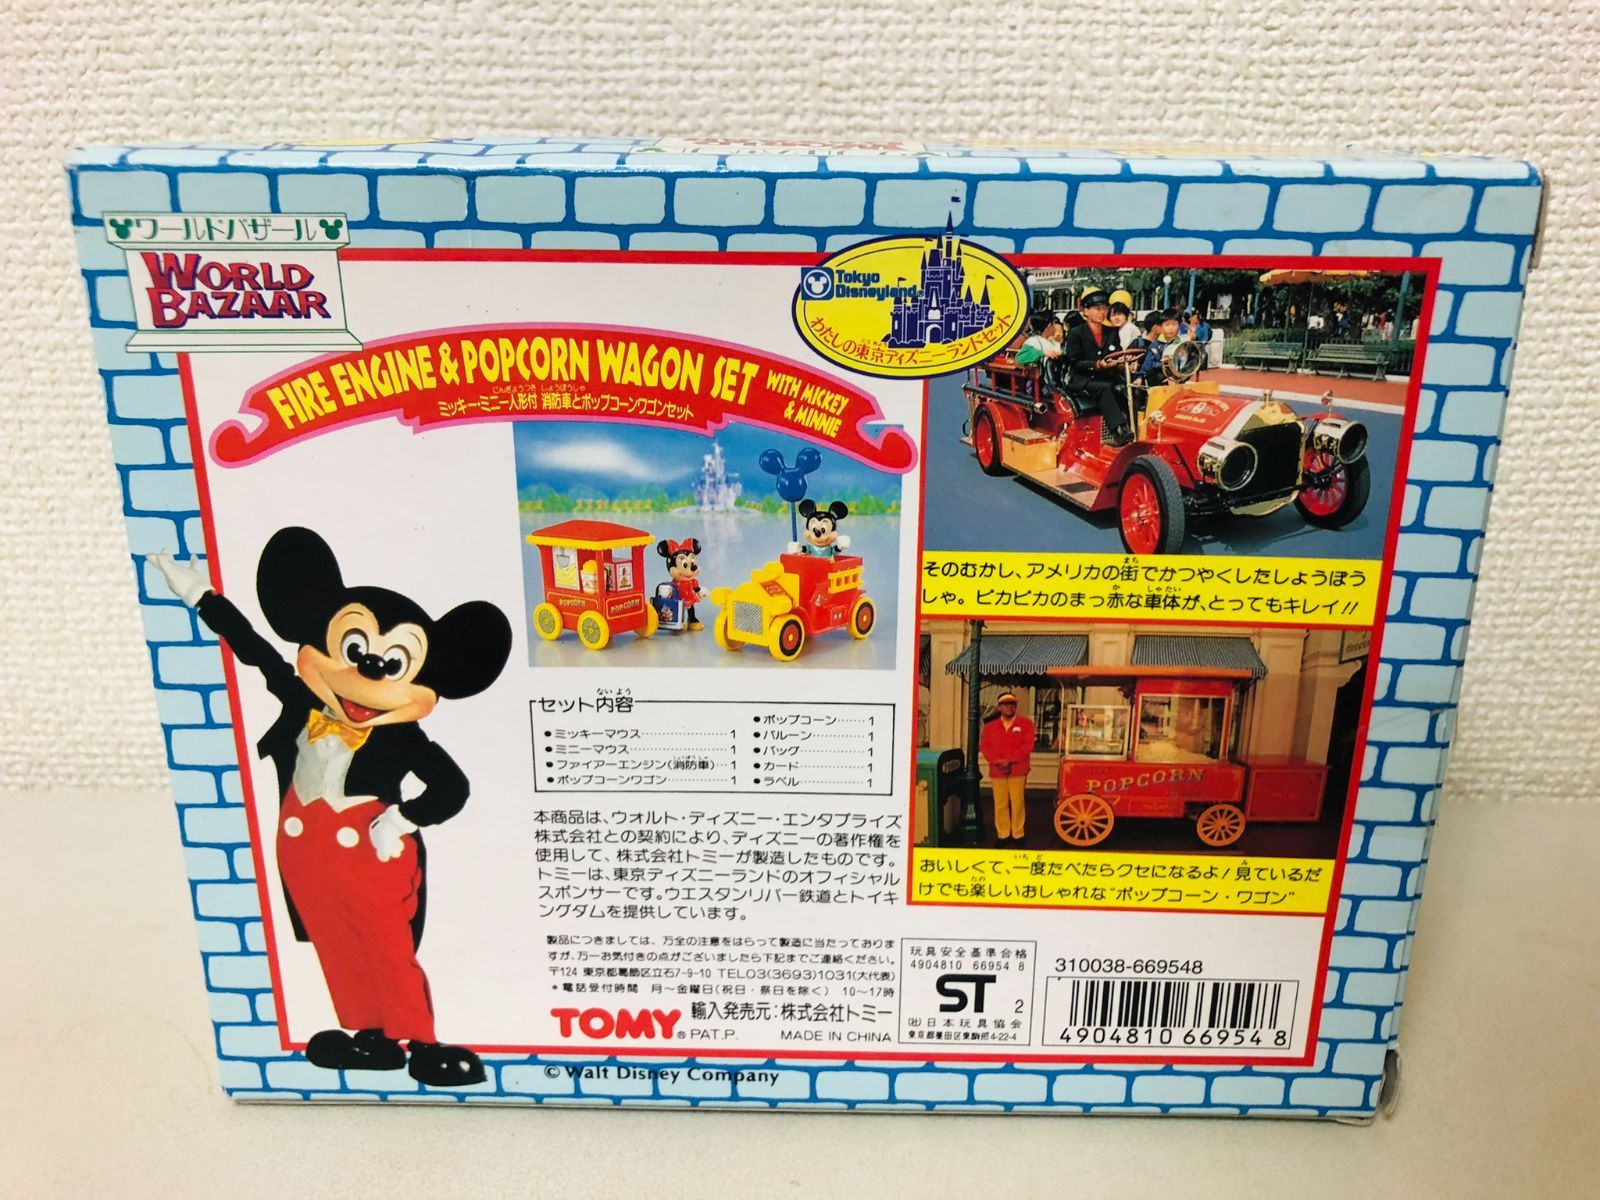 ワールドバザール
WORLD
BAZAAR
Tokyo
Disneyland
わたしの東京ディズニーランドセット
FIRE ENGINE & POPCORN WAGON SET WITH MICKEY
& MINNIE
ミッキー・ミニー人形付 消防車とポップコーンワゴンセット
POPCORN
POPCORN
そのむかし、アメリカの街でかつやくしたしょうぼう
しゃ。ピカピカのまっ赤な車体が、とってもキレイ!!
POPCORN
おいしくて、一度たべたらクセになるよ!見ているだ
けでも楽しいおしゃれな“ポップコーン・ワゴン”
セット内容
●ミッキーマウス…………………1
●ミニーマウス……………………1
●ファイアーエンジン(消防車)…1
●ポップコーンワゴン……………1
●ポップコーン……1
●バルーン…………1
●バッグ……………1
●カード……………1
●ラベル……………1
本商品は、ウォルト・ディズニー・エンタプライズ
株式会社との契約により、ディズニーの著作権を
使用して、株式会社トミーが製造したものです。
トミーは、東京ディズニーランドのオフィシャル
スポンサーです。ウエスタンリバー鉄道とトイキ
ングダムを提供しています。
製品につきましては、万全の注意をはらって製造に当たっておりま
すが、万一お気付きの点がございましたら下記までご連絡ください。
〒124 東京都葛飾区立石7-9-10 TEL03(3693)1031(大代表)
*電話受付時間 月〜金曜日(祝日・祭日を除く) 10〜17時
TOMY® PAT.P. 輸入発売元:株式会社トミー
MADE IN CHINA
玩具安全基準合格
4904810 66954 8
ST 2
(社)日本玩具協会
東京都墨田区東駒形4-22-4
310038-669548
4904810 669548
© Walt Disney Company